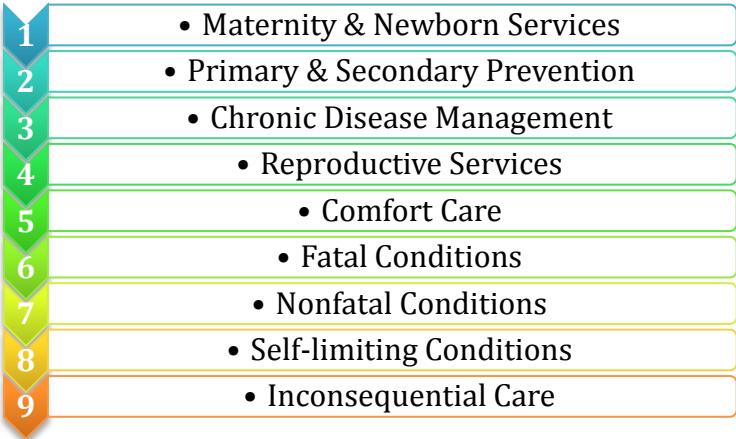 1 • Maternity & Newborn Services
2 • Primary & Secondary Prevention
3 • Chronic Disease Management
4 • Reproductive Services
5 • Comfort Care
6 • Fatal Conditions
7 • Nonfatal Conditions
8 • Self-limiting Conditions
9 • Inconsequential Care